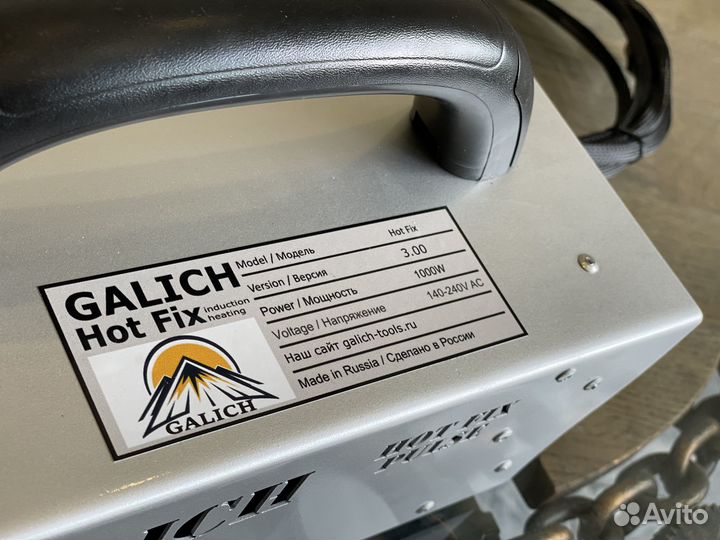 GALICH
Hot Fix induction heating
Model / Модель Hot Fix
Version / Версия 3.00
Power / Мощность 1000W
Voltage / Напряжение 140-240V AC
Наш сайт galich-tools.ru
Made in Russia / Сделано в России
GALICH
HOT FIX
PULSE
ICH
Avito